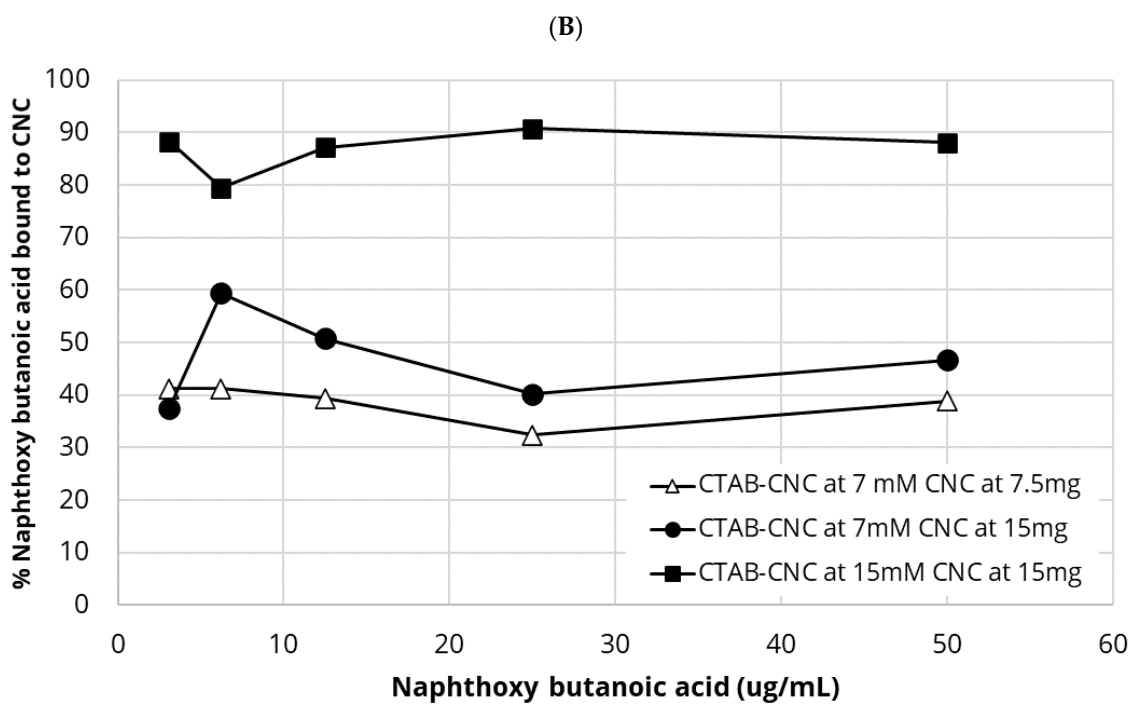 (B)
% Naphthoxy butanoic acid bound to CNC
100
90
80
70
60
50
40
30
20
10
0
CTAB-CNC at 7 mM CNC at 7.5mg
CTAB-CNC at 7mM CNC at 15mg
CTAB-CNC at 15mM CNC at 15mg
0 10 20 30 40 50 60
Naphthoxy butanoic acid (ug/mL)